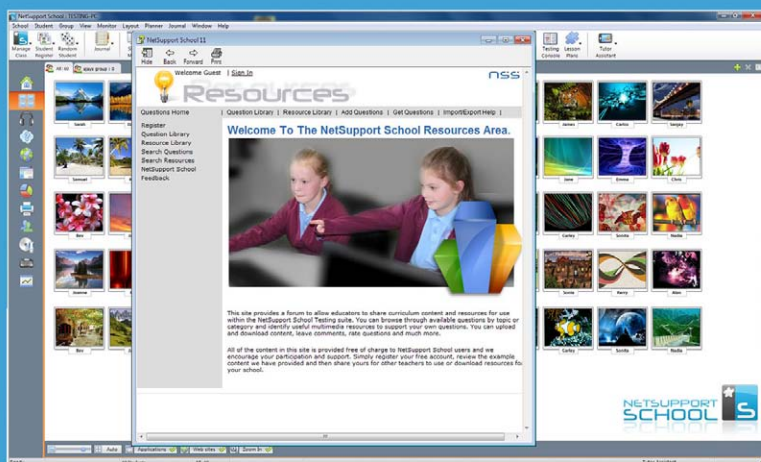 NetSupport School : TESTING-PC
School Student Group View Monitor Layout Planner Journal Window Help
Manage Class
Student Register
Random Student
Journal
Testing Console
Lesson Plans
Tutor Assistant
All : 60
NetSupport School 11
Hide Back Forward Print
Welcome Guest | Sign In
nss
Resources
Questions Home | Question Library | Resource Library | Add Questions | Get Questions | Import/Export Help |
Register
Question Library
Resource Library
Search Questions
Search Resources
NetSupport School
Feedback
Welcome To The NetSupport School Resources Area.
This site provides a forum to allow educators to share curriculum content and resources for use
within the NetSupport School Testing suite. You can browse through available questions by topic or
category and identify useful multimedia resources to support your own questions. You can upload
and download content, leave comments, rate questions and much more.
All of the content in this site is provided free of charge to NetSupport School users and we
encourage your participation and support. Simply register your free account, review the example
content we have provided and then share yours for other teachers to use or download resources for
your school.
Sarah
James
Carlos
Sergey
Samuel
Jane
Emma
Chris
Ben
Carley
Sonita
Nadia
Joanne
Sonia
Harry
Alan
Ben
Carley
Sonita
Nadia
NETSUPPORT
SCHOOL
Auto
Applications
Web sites
Zoom In